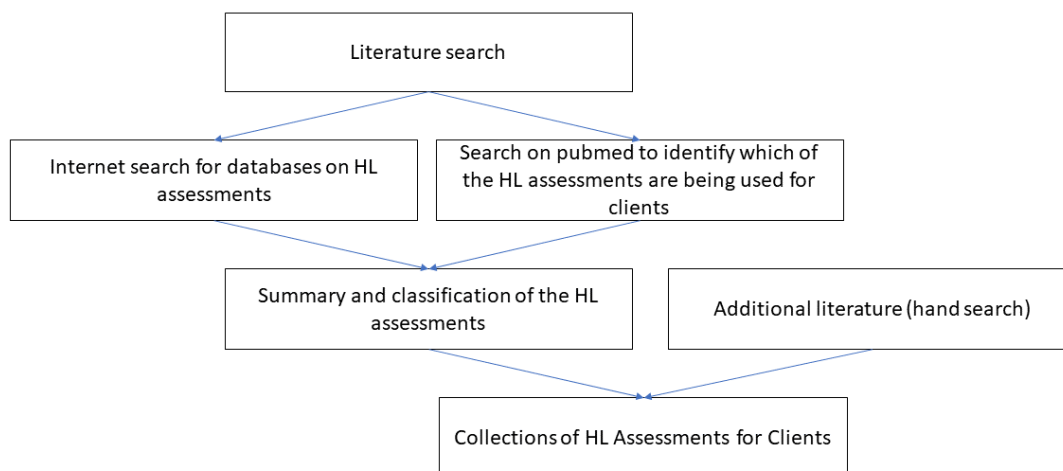 Literature search
Internet search for databases on HL
assessments
Search on pubmed to identify which of
the HL assessments are being used for
clients
Summary and classification of the HL
assessments
Additional literature (hand search)
Collections of HL Assessments for Clients